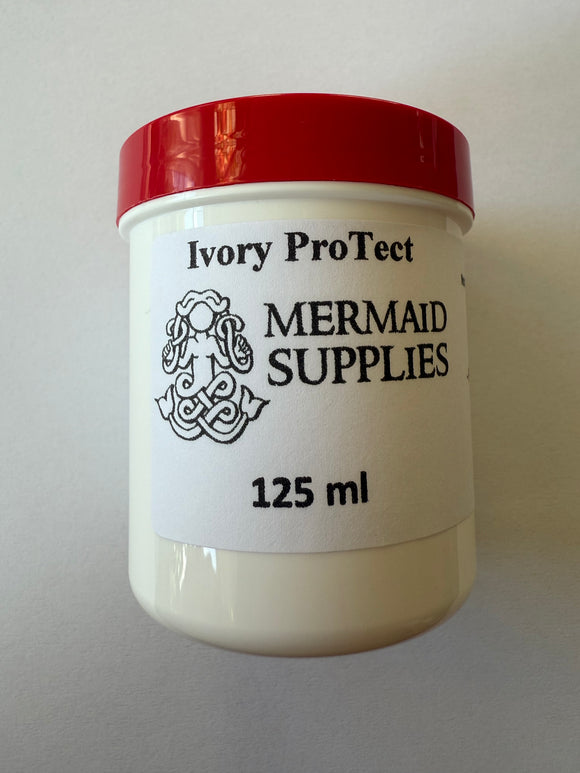 Ivory ProTect
MERMAID
SUPPLIES
125 ml